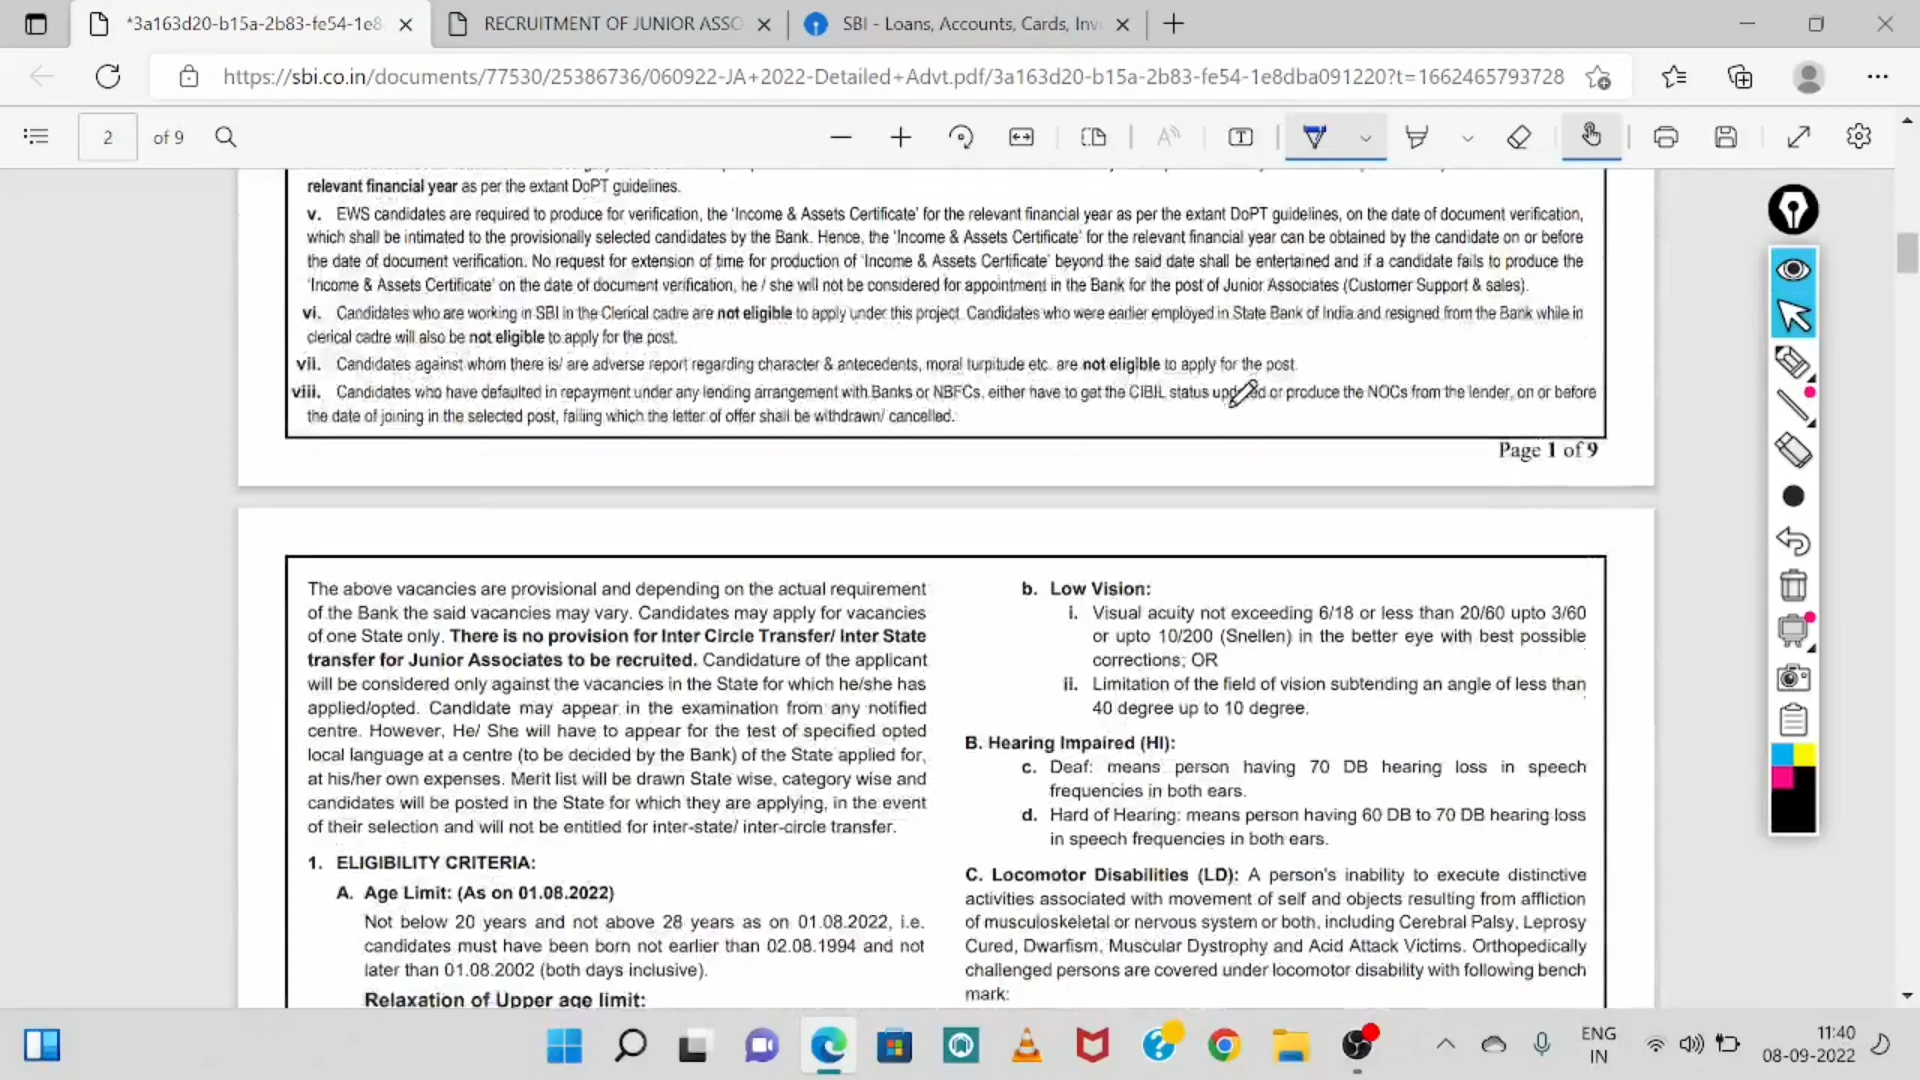 *3a163d20-b15a-2b83-fe54-1e8
RECRUITMENT OF JUNIOR ASSO
SBI - Loans, Accounts, Cards, Inv
https://sbi.co.in/documents/77530/25386736/060922-JA+2022-Detailed+Advt.pdf/3a163d20-b15a-2b83-fe54-1e8dba091220?t=1662465793728
2 of 9
relevant financial year as per the extant DoPT guidelines.
v. EWS candidates are required to produce for verification, the 'Income & Assets Certificate' for the relevant financial year as per the extant DoPT guidelines, on the date of document verification,
which shall be intimated to the provisionally selected candidates by the Bank. Hence, the 'Income & Assets Certificate' for the relevant financial year can be obtained by the candidate on or before
the date of document verification. No request for extension of time for production of 'Income & Assets Certificate' beyond the said date shall be entertained and if a candidate fails to produce the
'Income & Assets Certificate' on the date of document verification, he / she will not be considered for appointment in the Bank for the post of Junior Associates (Customer Support & sales).
vi. Candidates who are working in SBI in the Clerical cadre are not eligible to apply under this project. Candidates who were earlier employed in State Bank of India and resigned from the Bank while in
clerical cadre will also be not eligible to apply for the post.
vii. Candidates against whom there is/ are adverse report regarding character & antecedents, moral turpitude etc. are not eligible to apply for the post.
viii. Candidates who have defaulted in repayment under any lending arrangement with Banks or NBFCs, either have to get the CIBIL status updated or produce the NOCs from the lender, on or before
the date of joining in the selected post, failing which the letter of offer shall be withdrawn/ cancelled.
Page 1 of 9
The above vacancies are provisional and depending on the actual requirement
of the Bank the said vacancies may vary. Candidates may apply for vacancies
of one State only. There is no provision for Inter Circle Transfer/ Inter State
transfer for Junior Associates to be recruited. Candidature of the applicant
will be considered only against the vacancies in the State for which he/she has
applied/opted. Candidate may appear in the examination from any notified
centre. However, He/ She will have to appear for the test of specified opted
local language at a centre (to be decided by the Bank) of the State applied for,
at his/her own expenses. Merit list will be drawn State wise, category wise and
candidates will be posted in the State for which they are applying, in the event
of their selection and will not be entitled for inter-state/ inter-circle transfer.
1. ELIGIBILITY CRITERIA:
A. Age Limit: (As on 01.08.2022)
Not below 20 years and not above 28 years as on 01.08.2022, i.e.
candidates must have been born not earlier than 02.08.1994 and not
later than 01.08.2002 (both days inclusive).
Relaxation of Upper age limit:
b. Low Vision:
i. Visual acuity not exceeding 6/18 or less than 20/60 upto 3/60
or upto 10/200 (Snellen) in the better eye with best possible
corrections; OR
ii. Limitation of the field of vision subtending an angle of less than
40 degree up to 10 degree.
B. Hearing Impaired (HI):
c. Deaf: means person having 70 DB hearing loss in speech
frequencies in both ears.
d. Hard of Hearing: means person having 60 DB to 70 DB hearing loss
in speech frequencies in both ears.
C. Locomotor Disabilities (LD): A person's inability to execute distinctive
activities associated with movement of self and objects resulting from affliction
of musculoskeletal or nervous system or both, including Cerebral Palsy, Leprosy
Cured, Dwarfism, Muscular Dystrophy and Acid Attack Victims. Orthopedically
challenged persons are covered under locomotor disability with following bench
mark:
ENG
IN
11:40
08-09-2022